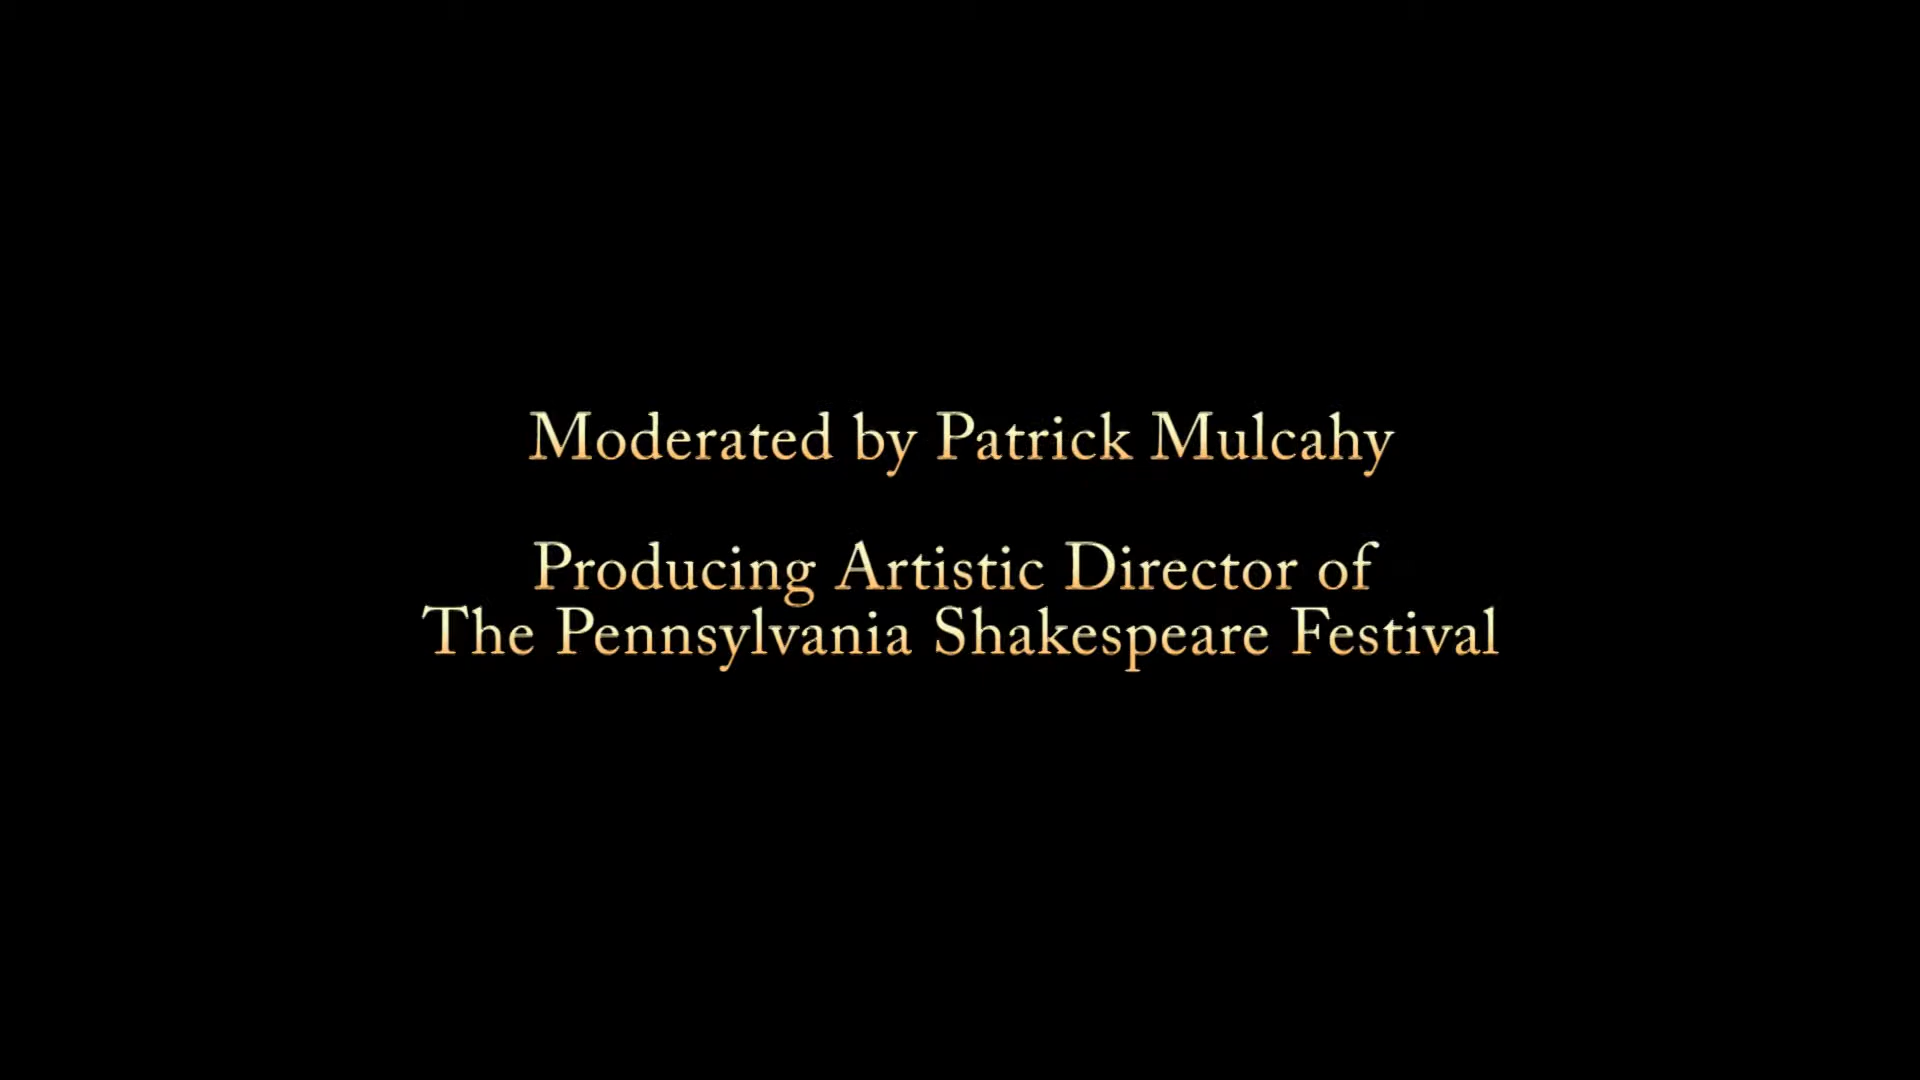 Moderated by Patrick Mulcahy
Producing Artistic Director of
The Pennsylvania Shakespeare Festival